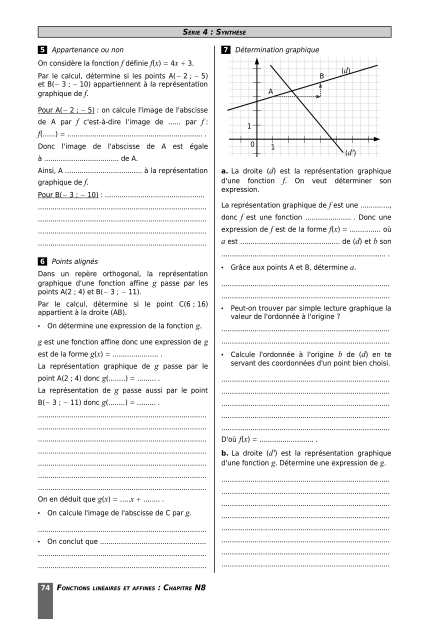 SÉRIE 4 : SYNTHÈSE
5 Appartenance ou non
On considère la fonction f définie f(x) = 4x + 3.
Par le calcul, détermine si les points A(− 2 ; − 5)
et B(− 3 ; − 10) appartiennent à la représentation
graphique de f.
Pour A(− 2 ; − 5) : on calcule l'image de l'abscisse
de A par f c'est-à-dire l'image de ...... par f :
f(......) = ............................................................ .
Donc l'image de l'abscisse de A est égale
à .................................. de A.
Ainsi, A ................................... à la représentation
graphique de f.
Pour B(− 3 ; − 10) : ..............................................
................................................................................
................................................................................
................................................................................
................................................................................
6 Points alignés
Dans un repère orthogonal, la représentation
graphique d'une fonction affine g passe par les
points A(2 ; 4) et B(− 3 ; − 11).
Par le calcul, détermine si le point C(6 ; 16)
appartient à la droite (AB).
• On détermine une expression de la fonction g.
g est une fonction affine donc une expression de g
est de la forme g(x) = ..................... .
La représentation graphique de g passe par le
point A(2 ; 4) donc g(........) = ......... .
La représentation de g passe aussi par le point
B(− 3 ; − 11) donc g(........) = ......... .
................................................................................
................................................................................
................................................................................
................................................................................
................................................................................
................................................................................
................................................................................
On en déduit que g(x) = .....x + ........ .
• On calcule l'image de l'abscisse de C par g.
................................................................................
• On conclut que .................................................
................................................................................
................................................................................
7 Détermination graphique
(d)
B
A
1
0
1
(d')
a. La droite (d) est la représentation graphique
d'une fonction f. On veut déterminer son
expression.
La représentation graphique de f est une ..............,
donc f est une fonction ..................... . Donc une
expression de f est de la forme f(x) = ............... où
a est .............................................. de (d) et b son
............................................................................... .
• Grâce aux points A et B, détermine a.
................................................................................
................................................................................
• Peut-on trouver par simple lecture graphique la
valeur de l'ordonnée à l'origine ?
................................................................................
................................................................................
• Calcule l'ordonnée à l'origine b de (d) en te
servant des coordonnées d'un point bien choisi.
................................................................................
................................................................................
................................................................................
................................................................................
................................................................................
D'où f(x) = .......................... .
b. La droite (d') est la représentation graphique
d'une fonction g. Détermine une expression de g.
................................................................................
................................................................................
................................................................................
................................................................................
................................................................................
................................................................................
................................................................................
................................................................................
74 FONCTIONS LINÉAIRES ET AFFINES : CHAPITRE N8